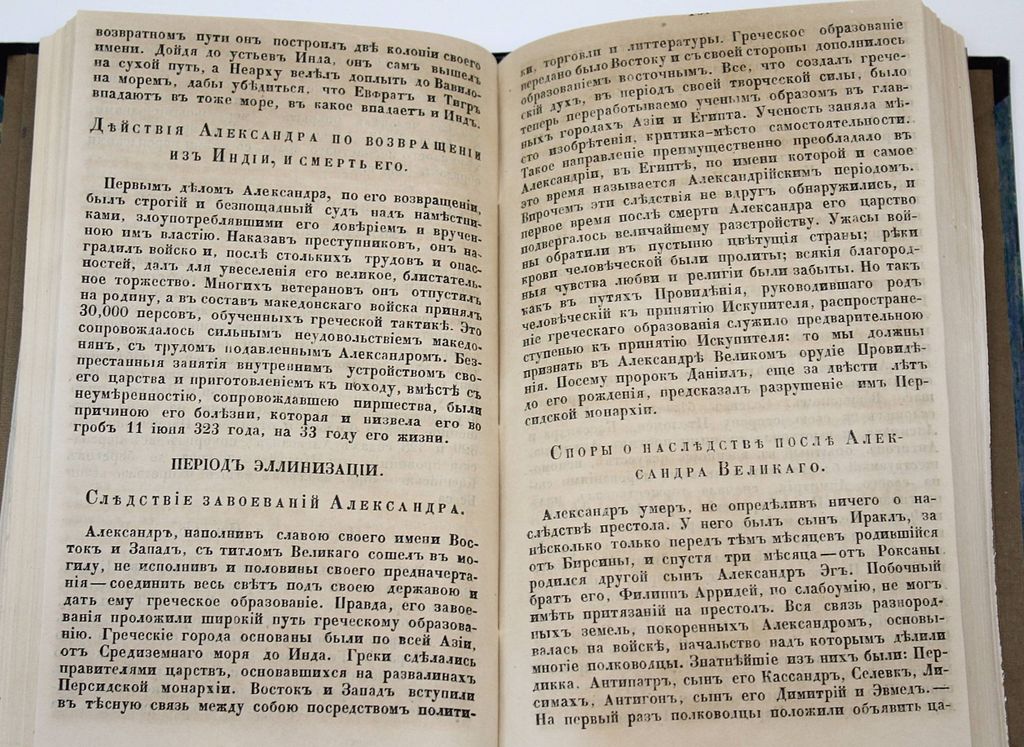 возвратномъ пути онъ построилъ двѣ колоніи своего
имени. Дойдя до устьевъ Инда, онъ самъ вышелъ
на сухой путь, а Неарху велѣлъ доплыть до Вавило-
на моремъ, дабы убѣдиться, что Евфратъ и Тигръ
впадаютъ въ тоже море, въ какое впадаетъ и Индъ.
Дѣйствія Александра по возвращеніи
изъ Индіи, и смерть его.
Первымъ дѣломъ Александра, по его возвращеніи,
былъ строгій и безпощадный судъ надъ намѣстни-
ками, злоупотреблявшими его довѣріемъ и вручен-
ною имъ властію. Наказавъ преступниковъ, онъ на-
градилъ войско и, послѣ столькихъ трудовъ и опас-
ностей, далъ для увеселенія его великое, блистатель-
ное торжество. Многихъ ветерановъ онъ отпустилъ
на родину, а въ составъ македонскаго войска принялъ
30,000 персовъ, обученныхъ греческой тактикѣ. Это
сопровождалось сильнымъ неудовольствіемъ македо-
нянъ, съ трудомъ подавленнымъ Александромъ. Без-
престанныя занятія внутреннимъ устройствомъ сво-
его царства и приготовленіемъ къ походу, вмѣстѣ съ
неумѣренностію, сопровождавшею пиршества, были
причиною его болѣзни, которая и низвела его во
гробъ 11 іюня 323 года, на 33 году его жизни.
ПЕРІОДЪ ЭЛЛИНИЗАЦІИ.
Слѣдствіе завоеваній Александра.
Александръ, наполнивъ славою своего имени Вос-
токъ и Западъ, съ титломъ Великаго сошелъ въ мо-
гилу, не исполнивъ и половины своего предначерта-
нія — соединить весь свѣтъ подъ своею державою и
дать ему греческое образованіе. Правда, его завое-
ванія проложили широкій путь греческому образова-
нію. Греческіе города основаны были по всей Азіи,
отъ Средиземнаго моря до Инда. Греки сдѣлались
правителями царствъ, основавшихся на развалинахъ
Персидской монархіи. Востокъ и Западъ вступили
въ тѣсную связь между собою посредствомъ полити-
ки, торговли и литтературы. Греческое образованіе
передано было Востоку и съ своей стороны дополнилось
образованіемъ восточнымъ. Все, что создалъ грече-
скій духъ, въ періодъ своей творческой силы, было
теперь переработываемо ученымъ образомъ въ глав-
ныхъ городахъ Азіи и Египта. Ученость заняла мѣ-
сто изобрѣтенія, критика—мѣсто самостоятельности.
Такое направленіе преимущественно преобладало въ
Александріи, въ Египтѣ, по имени которой и самое
это время называется Александрійскимъ періодомъ.
Впрочемъ эти слѣдствія не вдругъ обнаружились, и
первое время послѣ смерти Александра его царство
подвергалось величайшему разстройству. Ужасы вой-
ны обратили въ пустыню цвѣтущія страны; рѣки
крови человѣческой были пролиты; всякія благород-
ныя чувства любви и религіи были забыты. Но такъ
какъ въ путяхъ Провидѣнія, руководившаго родъ
человѣческій къ принятію Искупителя, распростране-
ніе греческаго образованія служило предварительною
ступенью къ принятію Искупителя: то мы должны
признать въ Александрѣ Великомъ орудіе Провидѣ-
нія. Посему пророкъ Даніилъ, еще за двѣсти лѣтъ
до его рожденія, предсказалъ разрушеніе имъ Пер-
сидской монархіи.
Споры о наслѣдствѣ послѣ Алек-
сандра Великаго.
Александръ умеръ, не опредѣливъ ничего о на-
слѣдствѣ престола. У него былъ сынъ Ираклъ, за
нѣсколько только передъ тѣмъ мѣсяцевъ родившійся
отъ Бирсины, и спустя три мѣсяца — отъ Роксаны
родился другой сынъ Александръ Эгъ. Побочный
братъ его, Филиппъ Арридей, по слабоумію, не могъ
имѣть притязаній на престолъ. Вся связь разнород-
ныхъ земель, покоренныхъ Александромъ, основы-
валась на войскѣ, начальство надъ которымъ дѣлили
многіе полководцы. Знатнѣйшіе изъ нихъ были: Пер-
дикка, Антипатръ, сынъ его Кассандръ, Селевкъ, Ли-
симахъ, Антигонъ, сынъ его Димитрій и Эвмедъ.—
На первый разъ полководцы положили объявить ца-